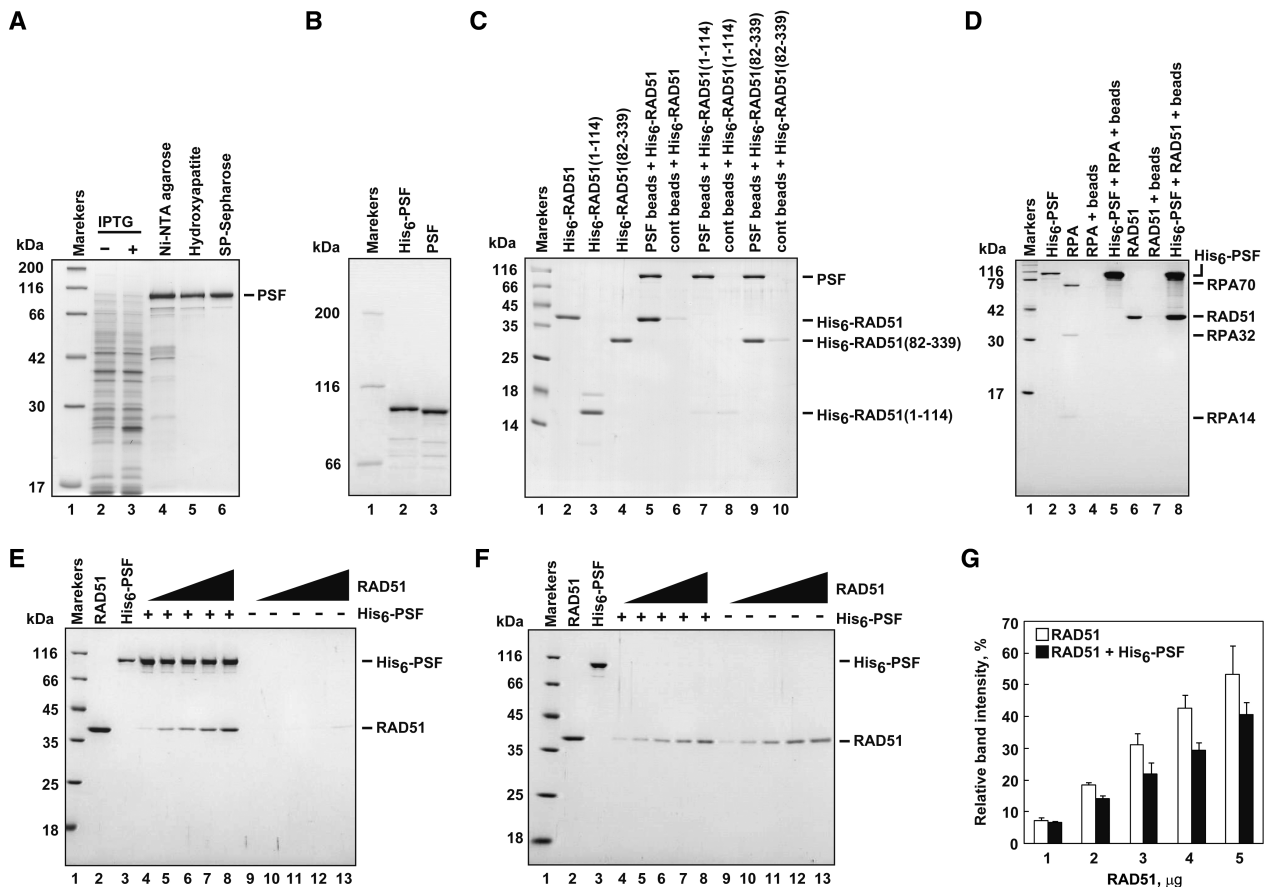 A
kDa
Marekers
IPTG
– +
Ni-NTA agarose
Hydroxyapatite
SP-Sepharose
200
116
66
42
30
17
PSF
1 2 3 4 5 6
B
kDa
Marekers
His6-PSF
PSF
200
116
66
1 2 3
C
kDa
Marekers
His6-RAD51
His6-RAD51(1-114)
His6-RAD51(82-339)
PSF beads + His6-RAD51
cont beads + His6-RAD51
PSF beads + His6-RAD51(1-114)
cont beads + His6-RAD51(1-114)
PSF beads + His6-RAD51(82-339)
cont beads + His6-RAD51(82-339)
116
66
45
35
25
18
14
PSF
His6-RAD51
His6-RAD51(82-339)
His6-RAD51(1-114)
1 2 3 4 5 6 7 8 9 10
D
kDa
Markers
His6-PSF
RPA
RPA + beads
His6-PSF + RPA + beads
RAD51
RAD51 + beads
His6-PSF + RAD51 + beads
116
79
42
30
17
His6-PSF
RPA70
RAD51
RPA32
RPA14
1 2 3 4 5 6 7 8
E
kDa
Marekers
RAD51
His6-PSF
RAD51
+ + + + + – – – – – His6-PSF
116
66
45
35
25
18
His6-PSF
RAD51
1 2 3 4 5 6 7 8 9 10 11 12 13
F
kDa
Marekers
RAD51
His6-PSF
RAD51
+ + + + + – – – – – His6-PSF
116
66
45
35
25
18
His6-PSF
RAD51
1 2 3 4 5 6 7 8 9 10 11 12 13
G
Relative band intensity, %
70
60
50
40
30
20
10
0
RAD51
RAD51 + His6-PSF
1 2 3 4 5
RAD51, µg